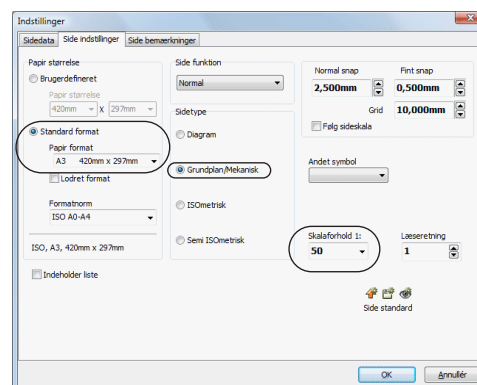 Indstillinger
Sidedata
Side indstillinger
Side bemærkninger
Papir størrelse
Brugerdefineret
Papir størrelse
420mm X 297mm
Standard format
Papir format
A3 420mm x 297mm
Lodret format
Formatnorm
ISO A0-A4
ISO, A3, 420mm x 297mm
Indeholder liste
Side funktion
Normal
Sidetype
Diagram
Grundplan/Mekanisk
ISOmetrisk
Semi ISOmetrisk
Normal snap
Fint snap
2,500mm
0,500mm
Grid
10,000mm
Følg sideskala
Andet symbol
Skalaforhold 1:
Læseretning
50
1
Side standard
OK
Annullér